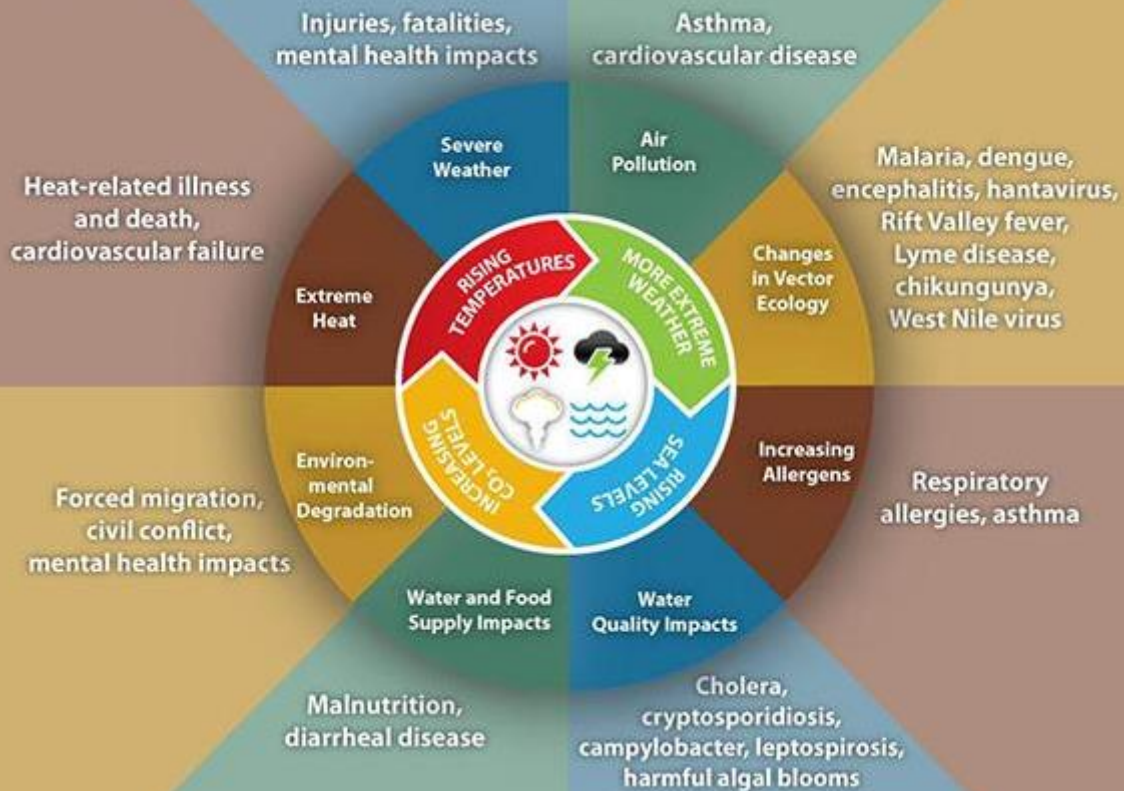 Injuries, fatalities,
mental health impacts
Asthma,
cardiovascular disease
Severe
Weather
Air
Pollution
Heat-related illness
and death,
cardiovascular failure
Malaria, dengue,
encephalitis, hantavirus,
Rift Valley fever,
Lyme disease,
chikungunya,
West Nile virus
Extreme
Heat
Changes
in Vector
Ecology
RISING
TEMPERATURES
MORE EXTREME
WEATHER
INCREASING
CO₂ LEVELS
RISING
SEA LEVELS
Environ-
mental
Degradation
Increasing
Allergens
Forced migration,
civil conflict,
mental health impacts
Respiratory
allergies, asthma
Water and Food
Supply Impacts
Water
Quality Impacts
Malnutrition,
diarrheal disease
Cholera,
cryptosporidiosis,
campylobacter, leptospirosis,
harmful algal blooms